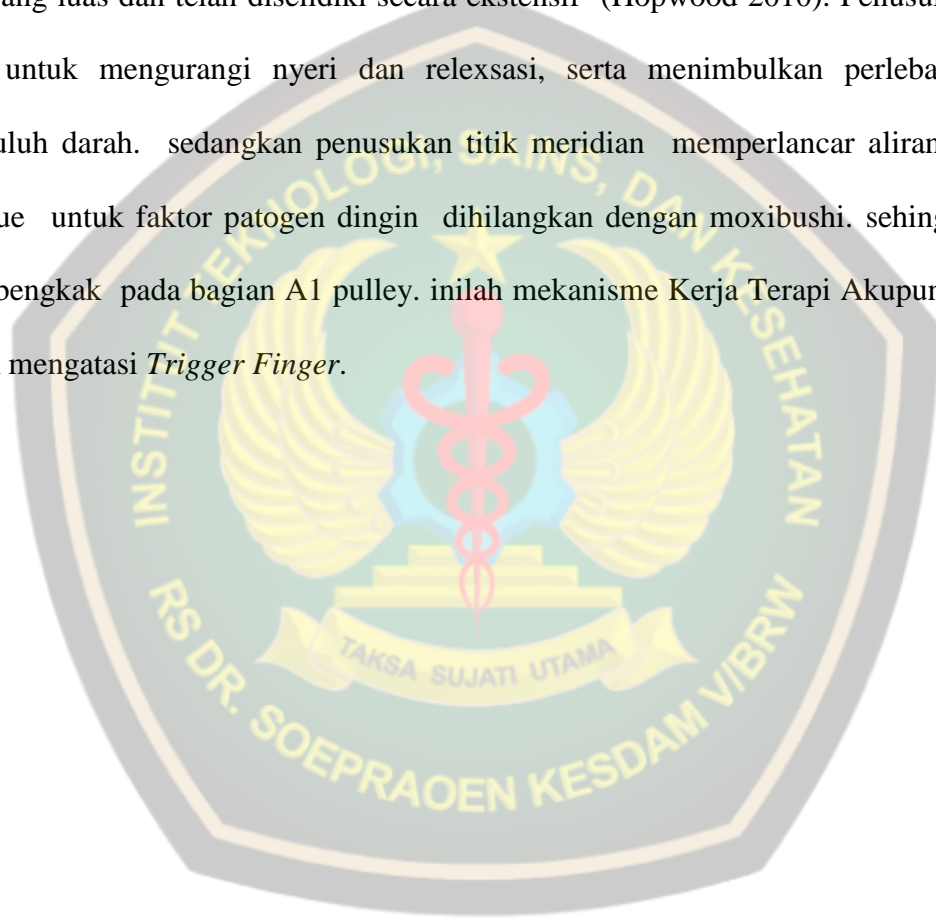 ang luas dan telah diselidiki secara ekstensif (Hopwood 2010). Penusu
untuk mengurangi nyeri dan relexsasi, serta menimbulkan perleba
uluh darah. sedangkan penusukan titik meridian memperlancar aliran
ue untuk faktor patogen dingin dihilangkan dengan moxibushi. sehing
bengkak pada bagian A1 pulley. inilah mekanisme Kerja Terapi Akupun
mengatasi Trigger Finger.
INSTITUT TEKNOLOGI, SAINS, DAN KESEHATAN
TAKSA SUJATI UTAMA
RS DR. SOEPRAOEN KESDAM V/BRW